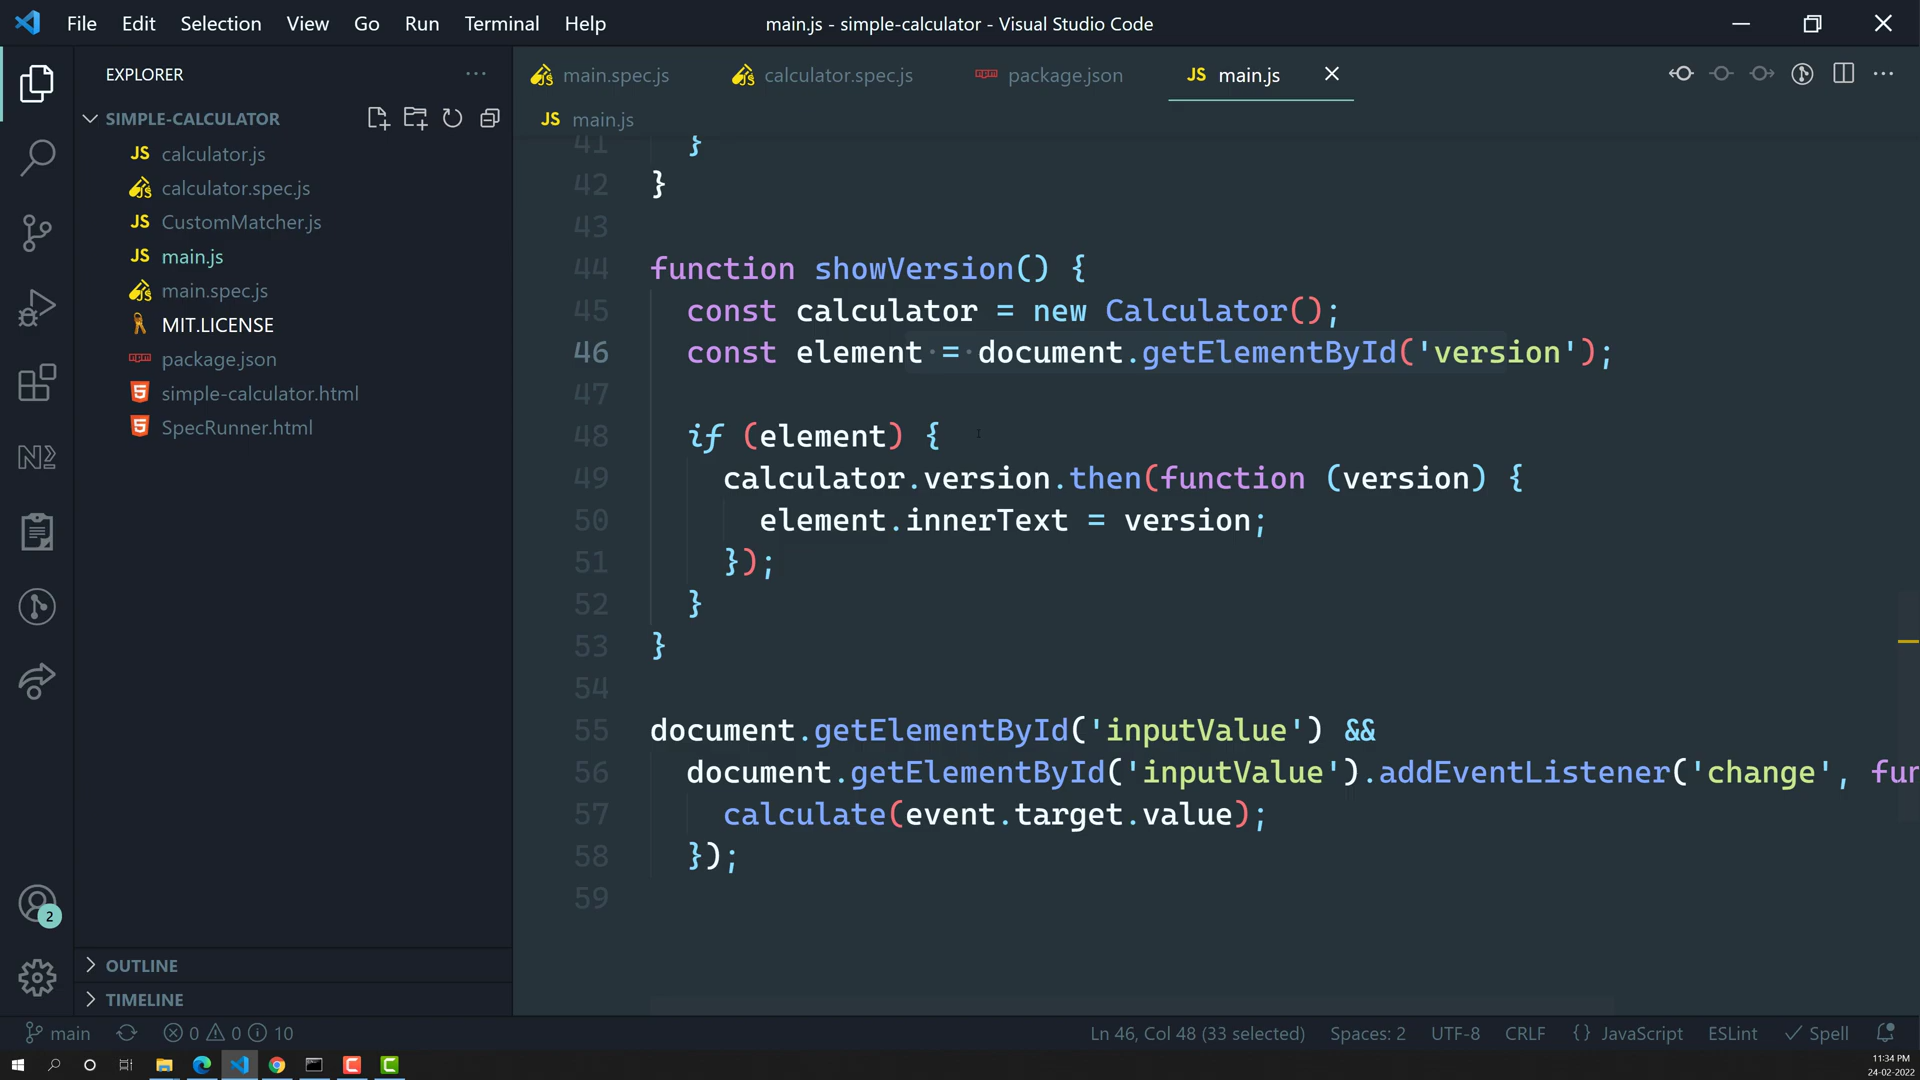 File Edit Selection View Go Run Terminal Help
main.js - simple-calculator - Visual Studio Code
EXPLORER
SIMPLE-CALCULATOR
JS calculator.js
calculator.spec.js
JS CustomMatcher.js
JS main.js
main.spec.js
MIT.LICENSE
npm package.json
5 simple-calculator.html
5 SpecRunner.html
OUTLINE
TIMELINE
2
main.spec.js calculator.spec.js npm package.json JS main.js
JS main.js
41 }
42 }
43
44 function showVersion() {
45 const calculator = new Calculator();
46 const element = document.getElementById('version');
47
48 if (element) {
49 calculator.version.then(function (version) {
50 element.innerText = version;
51 });
52 }
53 }
54
55 document.getElementById('inputValue') &&
56 document.getElementById('inputValue').addEventListener('change', fun
57 calculate(event.target.value);
58 });
59
main 0 0 10 Ln 46, Col 48 (33 selected) Spaces: 2 UTF-8 CRLF {} JavaScript ESLint Spell
11:34 PM
24-02-2022